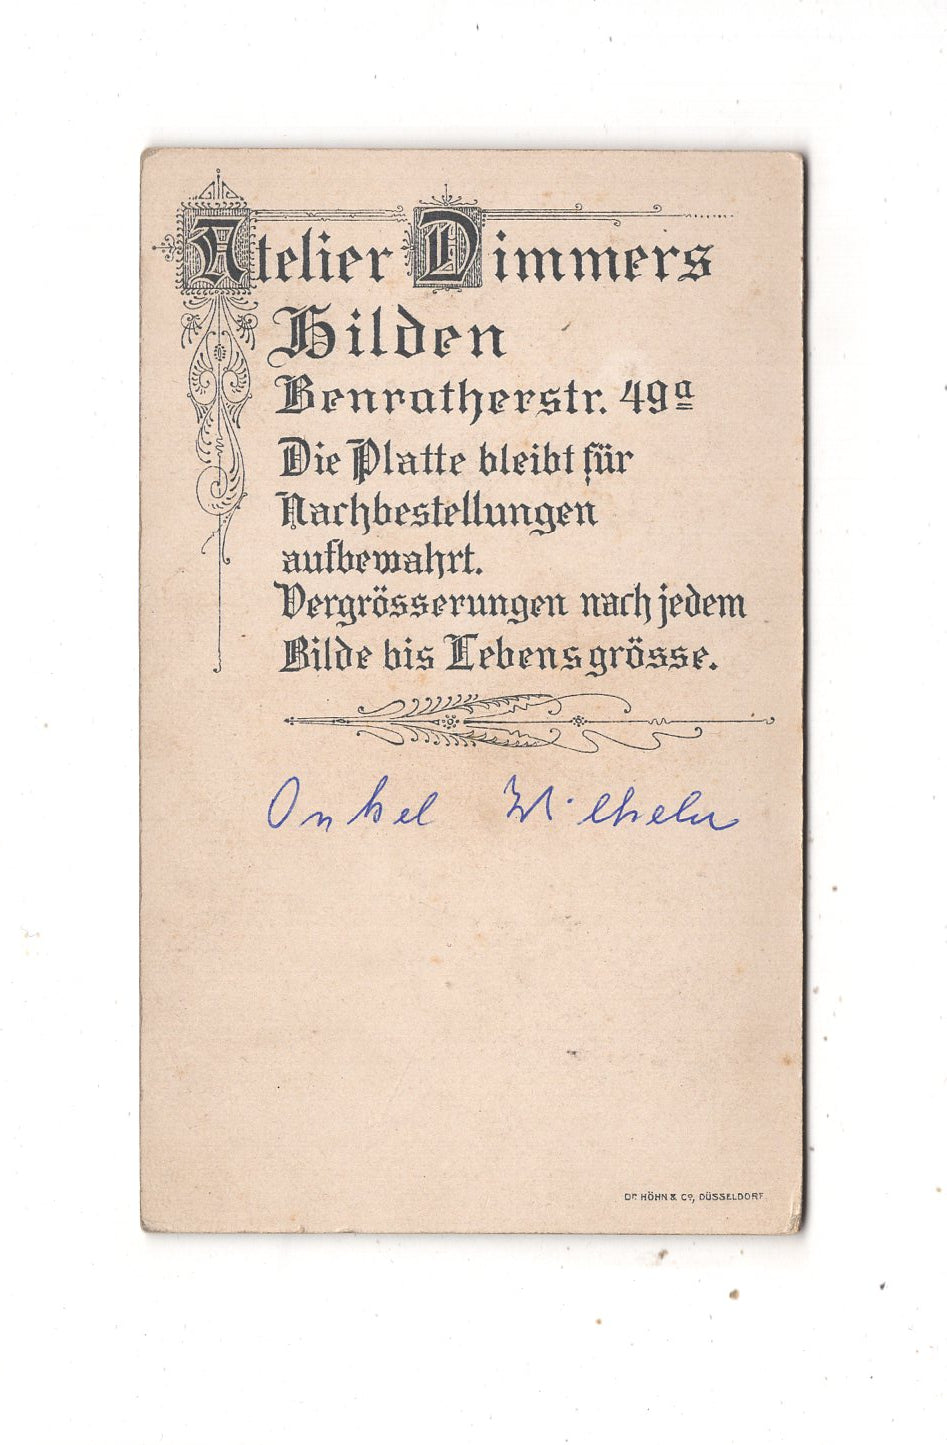 Atelier Dimmers
Hilden
Benratherstr. 49a
Die Platte bleibt für
Nachbestellungen
aufbewahrt.
Vergrösserungen nach jedem
Bilde bis Lebensgrösse.
Onkel Wilhelm
DR. HÖHN & Co, DÜSSELDORF.